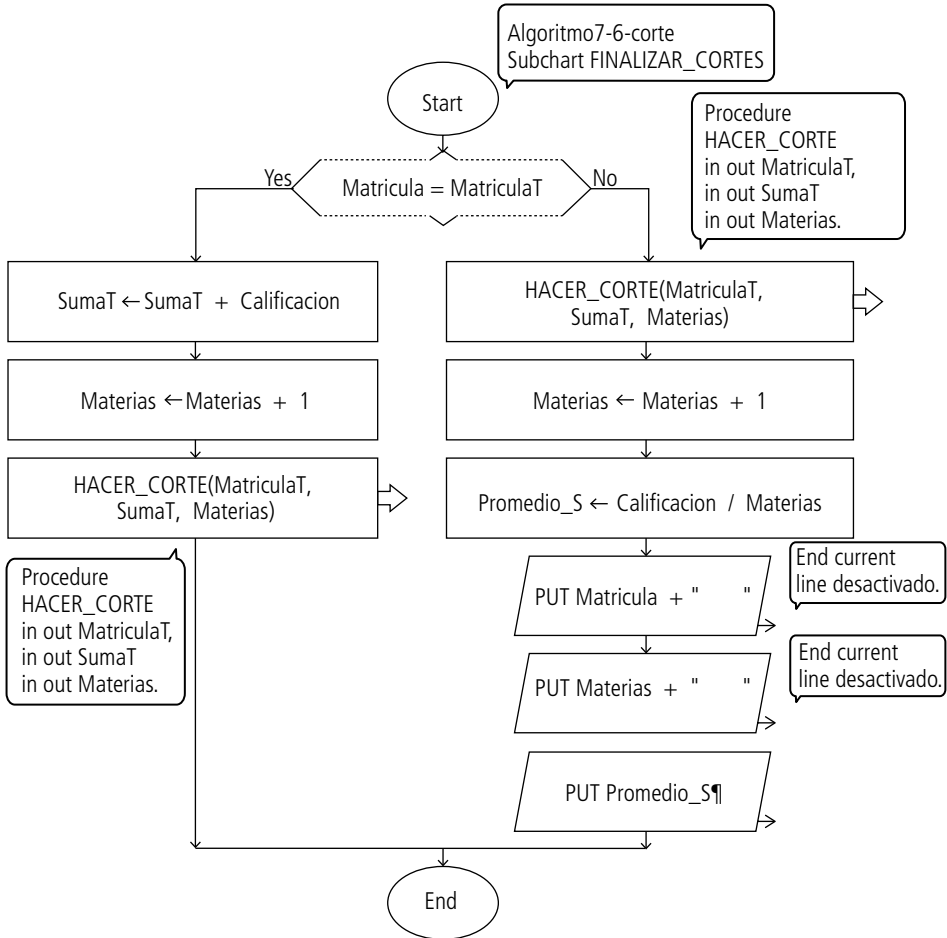 Algoritmo7-6-corte
Subchart FINALIZAR_CORTES
Start
Procedure
HACER_CORTE
in out MatriculaT,
in out SumaT
in out Materias.
Yes
Matricula = MatriculaT
No
SumaT ← SumaT + Calificacion
Materias ← Materias + 1
HACER_CORTE(MatriculaT,
SumaT, Materias)
Procedure
HACER_CORTE
in out MatriculaT,
in out SumaT
in out Materias.
HACER_CORTE(MatriculaT,
SumaT, Materias)
Materias ← Materias + 1
Promedio_S ← Calificacion / Materias
End current
line desactivado.
PUT Matricula + "      "
End current
line desactivado.
PUT Materias + "      "
PUT Promedio_S¶
End